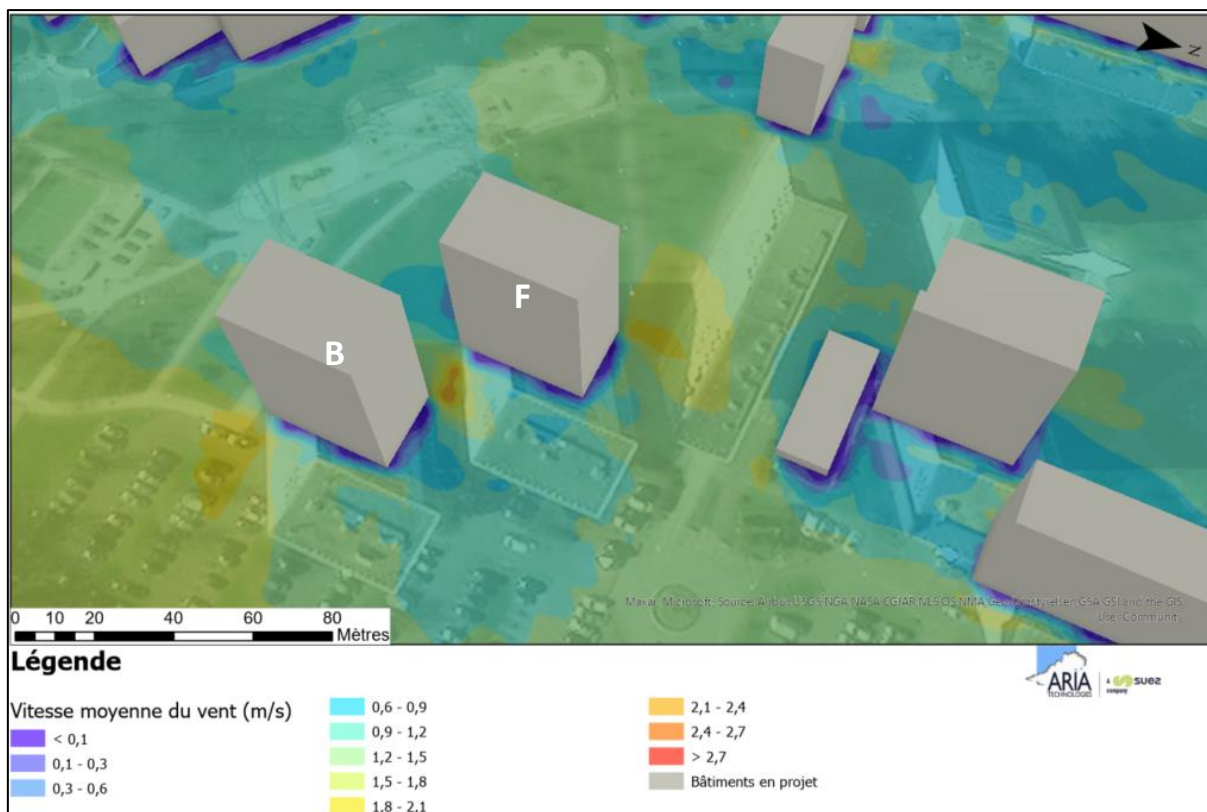 N
F
B
Maxar, Microsoft, Source: Airbus, USGS, NGA, NASA, CGIAR, NLS, OS, NMA, Geodatastyrelsen, GSA, GSI and the GIS
User Community
0 20 40 60 80
Mètres
Légende
Vitesse moyenne du vent (m/s)
< 0,1
0,1 - 0,3
0,3 - 0,6
0,6 - 0,9
0,9 - 1,2
1,2 - 1,5
1,5 - 1,8
1,8 - 2,1
2,1 - 2,4
2,4 - 2,7
> 2,7
Bâtiments en projet
ARIA
TECHNOLOGIES
A suez
company